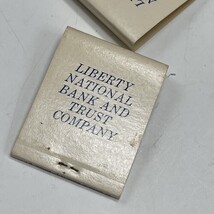 LIBERTY
NATIONAL
BANK AND
TRUST
COMPANY